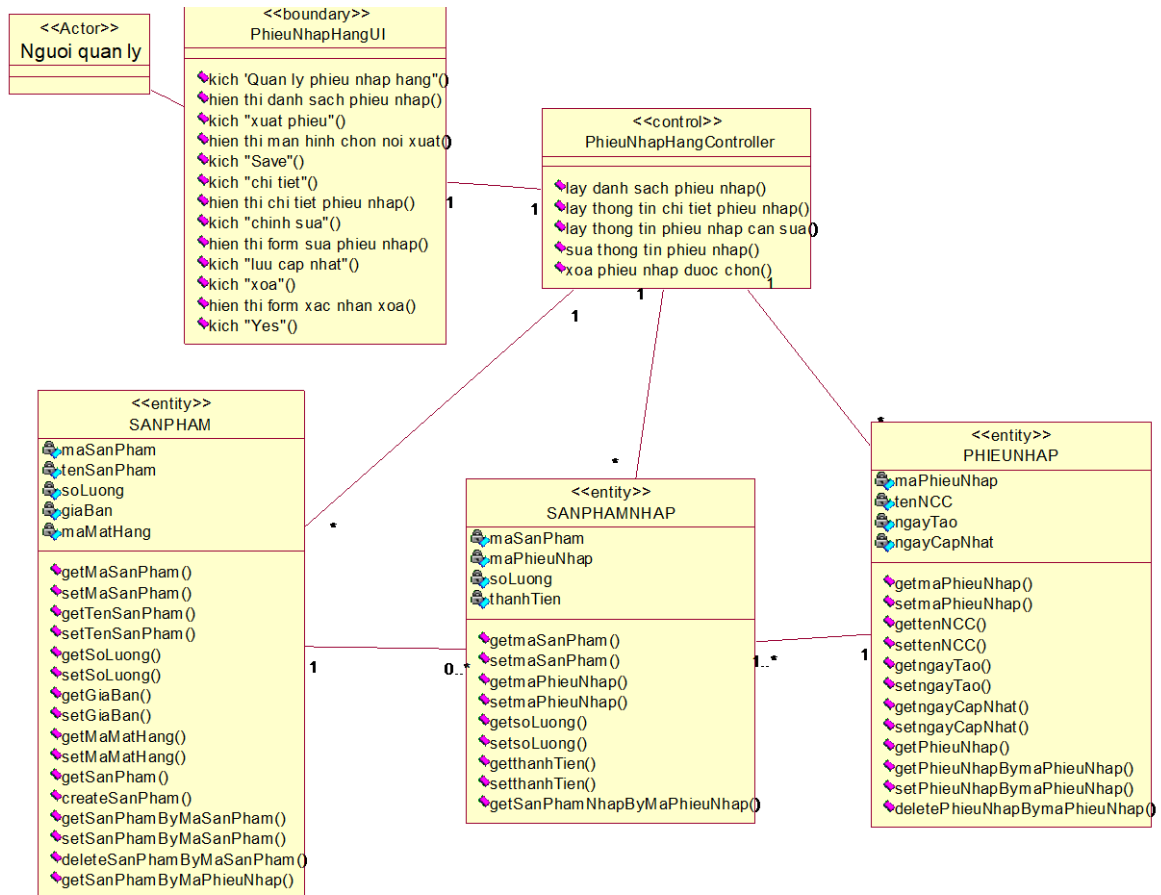 <<Actor>>
Nguoi quan ly
<<boundary>>
PhieuNhapHangUI
kich 'Quan ly phieu nhap hang"()
hien thi danh sach phieu nhap()
kich "xuat phieu"()
hien thi man hinh chon noi xuat()
kich "Save"()
kich "chi tiet"()
hien thi chi tiet phieu nhap()
kich "chinh sua"()
hien thi form sua phieu nhap()
kich "luu cap nhat"()
kich "xoa"()
hien thi form xac nhan xoa()
kich "Yes"()
1
1
<<control>>
PhieuNhapHangController
lay danh sach phieu nhap()
lay thong tin chi tiet phieu nhap()
lay thong tin phieu nhap can sua()
sua thong tin phieu nhap()
xoa phieu nhap duoc chon()
1
1
1
*
*
*
<<entity>>
SANPHAM
maSanPham
tenSanPham
soLuong
giaBan
maMatHang
getMaSanPham()
setMaSanPham()
getTenSanPham()
setTenSanPham()
getSoLuong()
setSoLuong()
getGiaBan()
setGiaBan()
getMaMatHang()
setMaMatHang()
getSanPham()
createSanPham()
getSanPhamByMaSanPham()
setSanPhamByMaSanPham()
deleteSanPhamByMaSanPham()
getSanPhamByMaPhieuNhap()
1
0..*
<<entity>>
SANPHAMNHAP
maSanPham
maPhieuNhap
soLuong
thanhTien
getmaSanPham()
setmaSanPham()
getmaPhieuNhap()
setmaPhieuNhap()
getsoLuong()
setsoLuong()
getthanhTien()
setthanhTien()
getSanPhamNhapByMaPhieuNhap()
1..*
1
<<entity>>
PHIEUNHAP
maPhieuNhap
tenNCC
ngayTao
ngayCapNhat
getmaPhieuNhap()
setmaPhieuNhap()
gettenNCC()
settenNCC()
getngayTao()
setngayTao()
getngayCapNhat()
setngayCapNhat()
getPhieuNhap()
getPhieuNhapBymaPhieuNhap()
setPhieuNhapBymaPhieuNhap()
deletePhieuNhapBymaPhieuNhap()